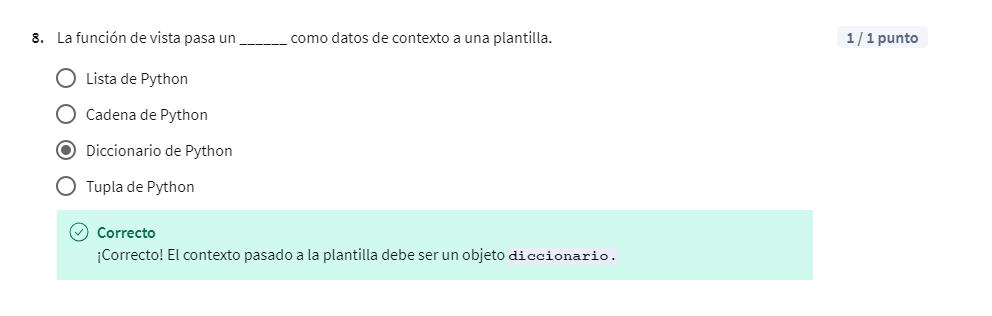 8. La función de vista pasa un ______ como datos de contexto a una plantilla.
1 / 1 punto
Lista de Python
Cadena de Python
Diccionario de Python
Tupla de Python
Correcto
¡Correcto! El contexto pasado a la plantilla debe ser un objeto diccionario.